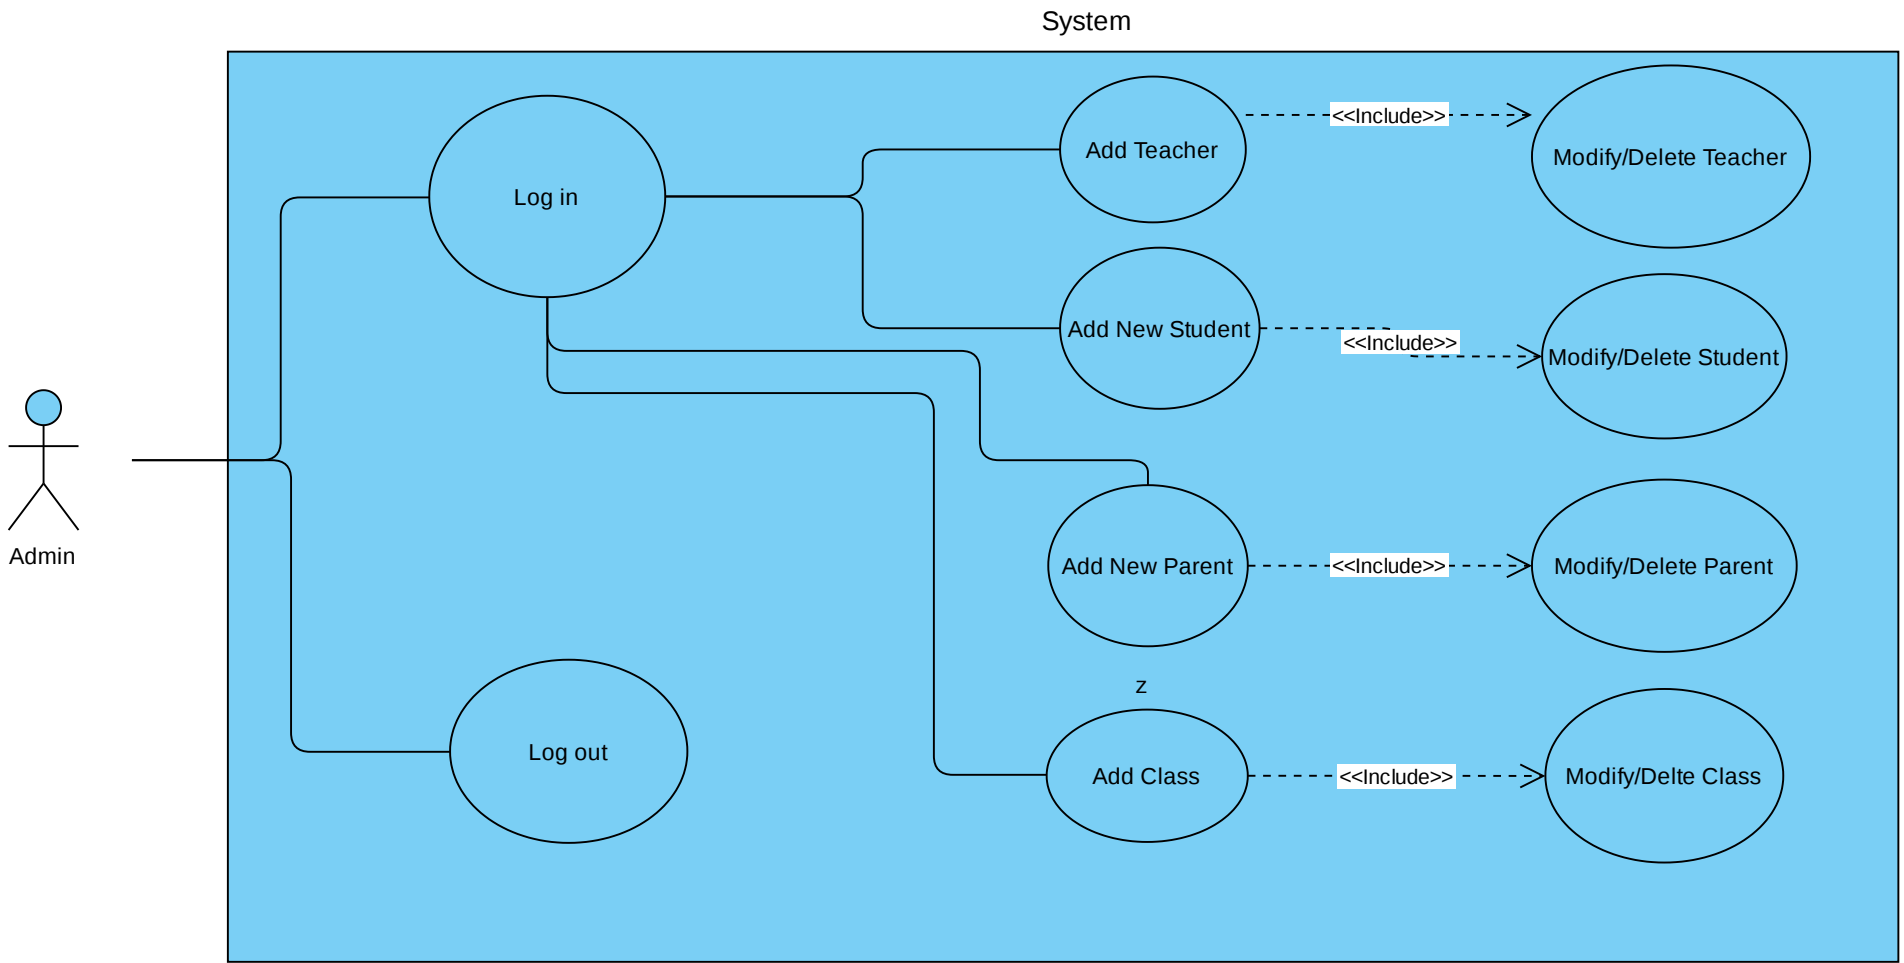 System
Log in
Add Teacher
<<Include>>
Modify/Delete Teacher
Add New Student
<<Include>>
Modify/Delete Student
Admin
Add New Parent
<<Include>>
Modify/Delete Parent
z
Log out
Add Class
<<Include>>
Modify/Delte Class